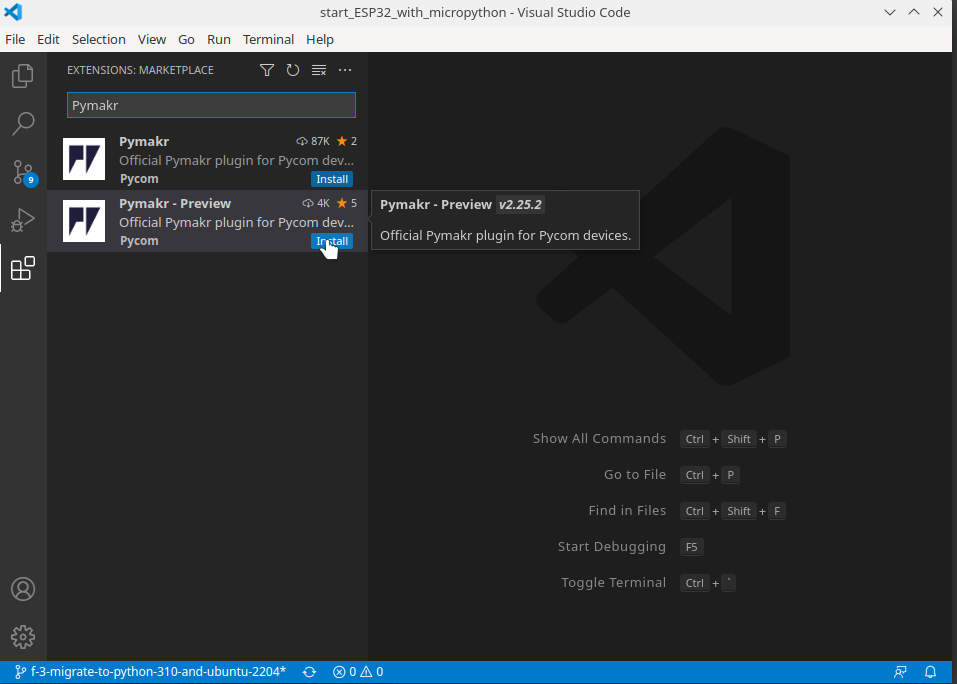 start_ESP32_with_micropython - Visual Studio Code
File Edit Selection View Go Run Terminal Help
EXTENSIONS: MARKETPLACE
Pymakr
Pymakr 87K ★ 2
Official Pymakr plugin for Pycom dev...
Pycom Install
Pymakr - Preview 4K ★ 5
Official Pymakr plugin for Pycom dev...
Pycom Install
Pymakr - Preview v2.25.2
Official Pymakr plugin for Pycom devices.
9
Show All Commands Ctrl + Shift + P
Go to File Ctrl + P
Find in Files Ctrl + Shift + F
Start Debugging F5
Toggle Terminal Ctrl + `
f-3-migrate-to-python-310-and-ubuntu-2204* 0 0